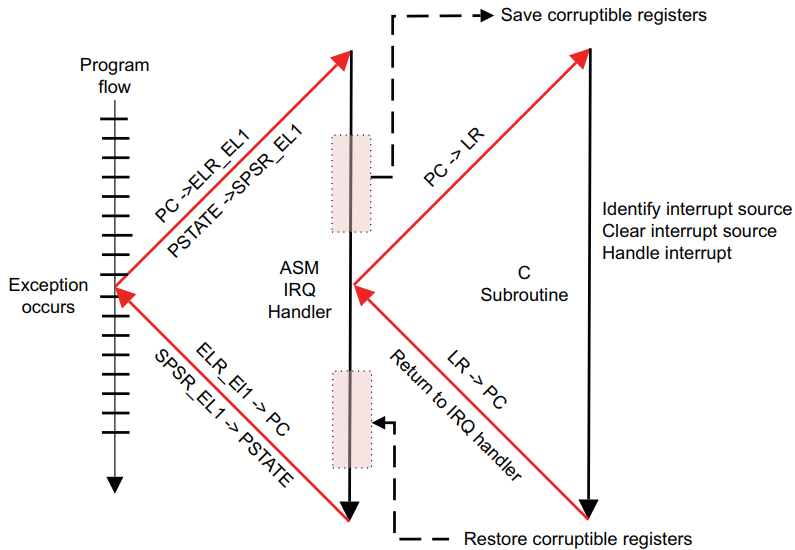 Save corruptible registers
Program
flow
PC ->ELR_EL1
PSTATE ->SPSR_EL1
PC -> LR
Identify interrupt source
Clear interrupt source
Handle interrupt
Exception
occurs
ASM
IRQ
Handler
C
Subroutine
ELR_El1 -> PC
SPSR_EL1 -> PSTATE
LR -> PC
Return to IRQ handler
Restore corruptible registers